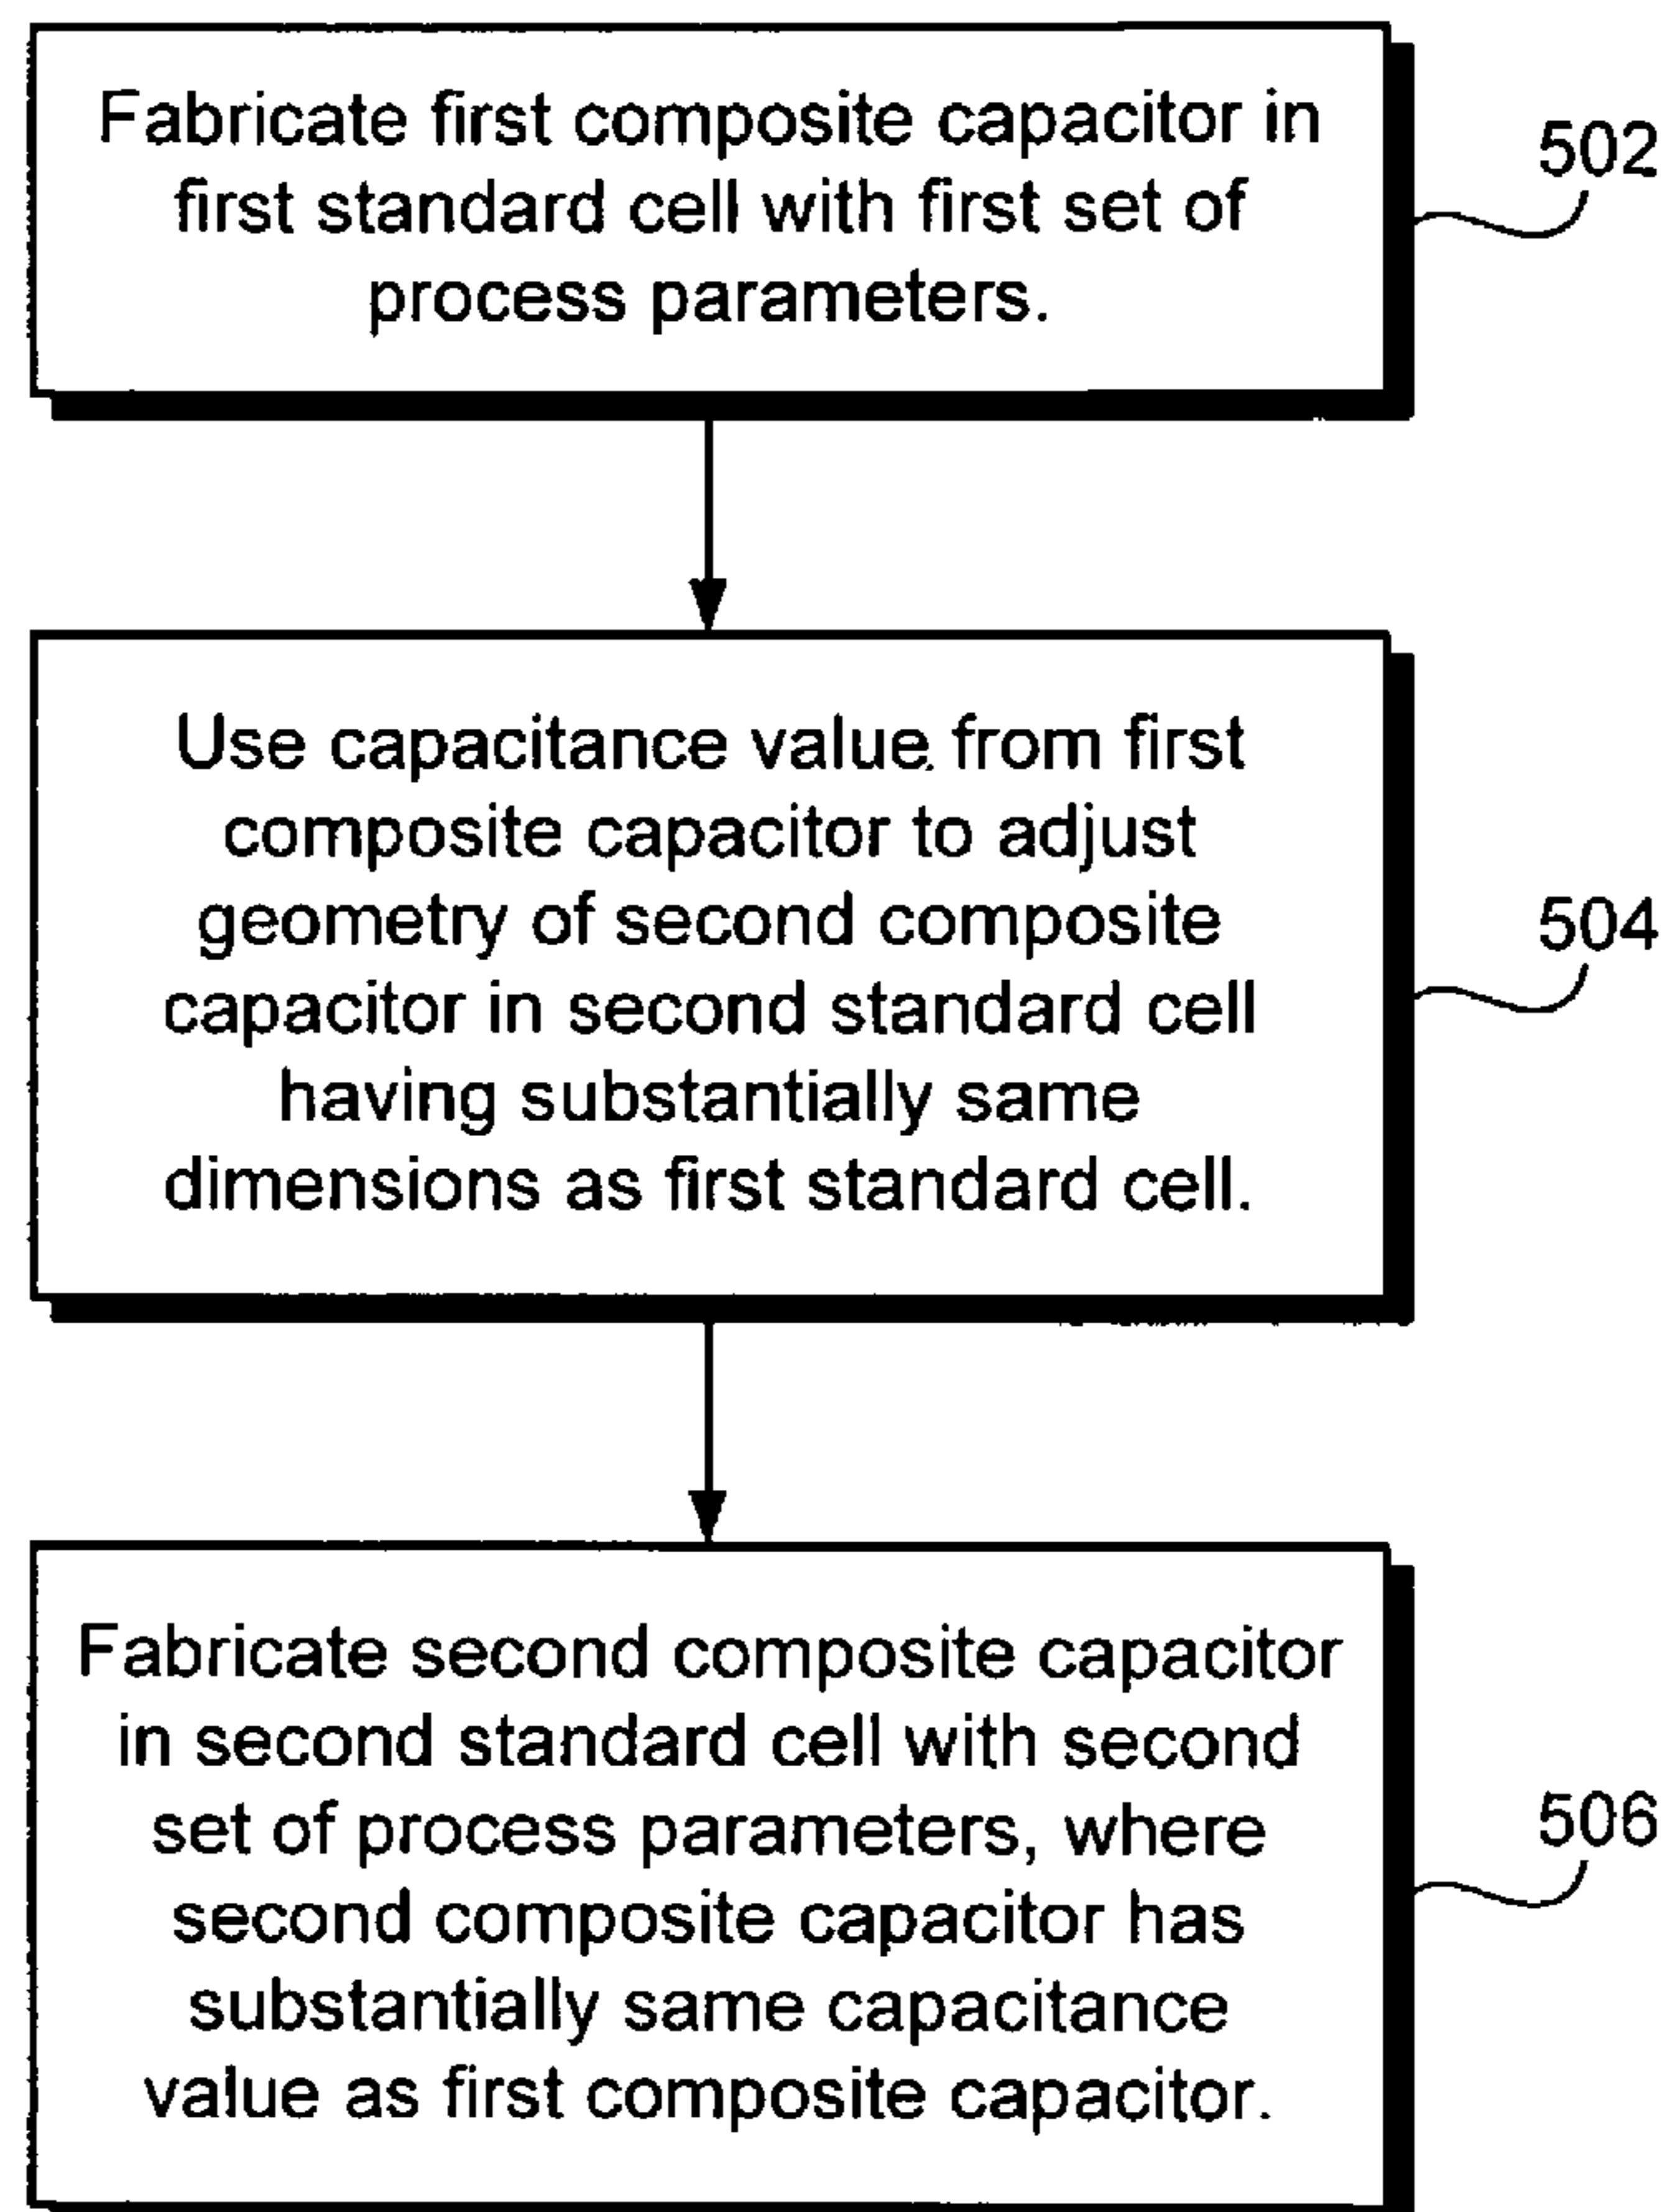 Fabricate first composite capacitor in
first standard cell with first set of
process parameters.
502
Use capacitance value from first
composite capacitor to adjust
geometry of second composite
capacitor in second standard cell
having substantially same
dimensions as first standard cell.
504
Fabricate second composite capacitor
in second standard cell with second
set of process parameters, where
second composite capacitor has
substantially same capacitance
value as first composite capacitor.
506